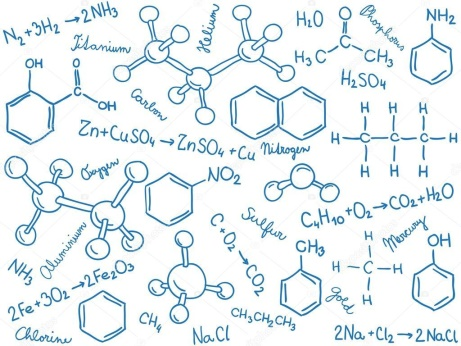 N₂+3H₂→2NH₃
Titanium
Helium
H₂O
O
H₃C CH₃
Phosphorus
NH₂
OH
O
OH
Carbon
H₂SO₄
Zn+CuSO₄→ZnSO₄+Cu
Nitrogen
H H H
H-C-C-C-H
H H H
Oxygen
NO₂
C₄H₁₀+O₂→CO₂+H₂O
Aluminium
Sulfur
C+O₂→CO₂
CH₃
H
H-C-H
H
Mercury
OH
NH₃
2Fe+3O₂→2Fe₂O₃
gold
Chlorine
CH₄
NaCl
CH₃CH₂CH₃
2Na+Cl₂→2NaCl